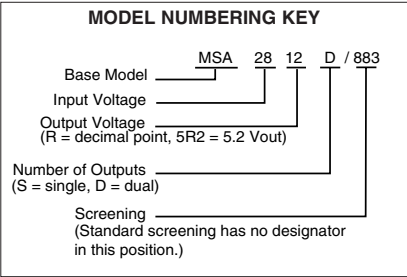 MODEL NUMBERING KEY
MSA 28 12 D / 883
Base Model
Input Voltage
Output Voltage
(R = decimal point, 5R2 = 5.2 Vout)
Number of Outputs
(S = single, D = dual)
Screening
(Standard screening has no designator
in this position.)